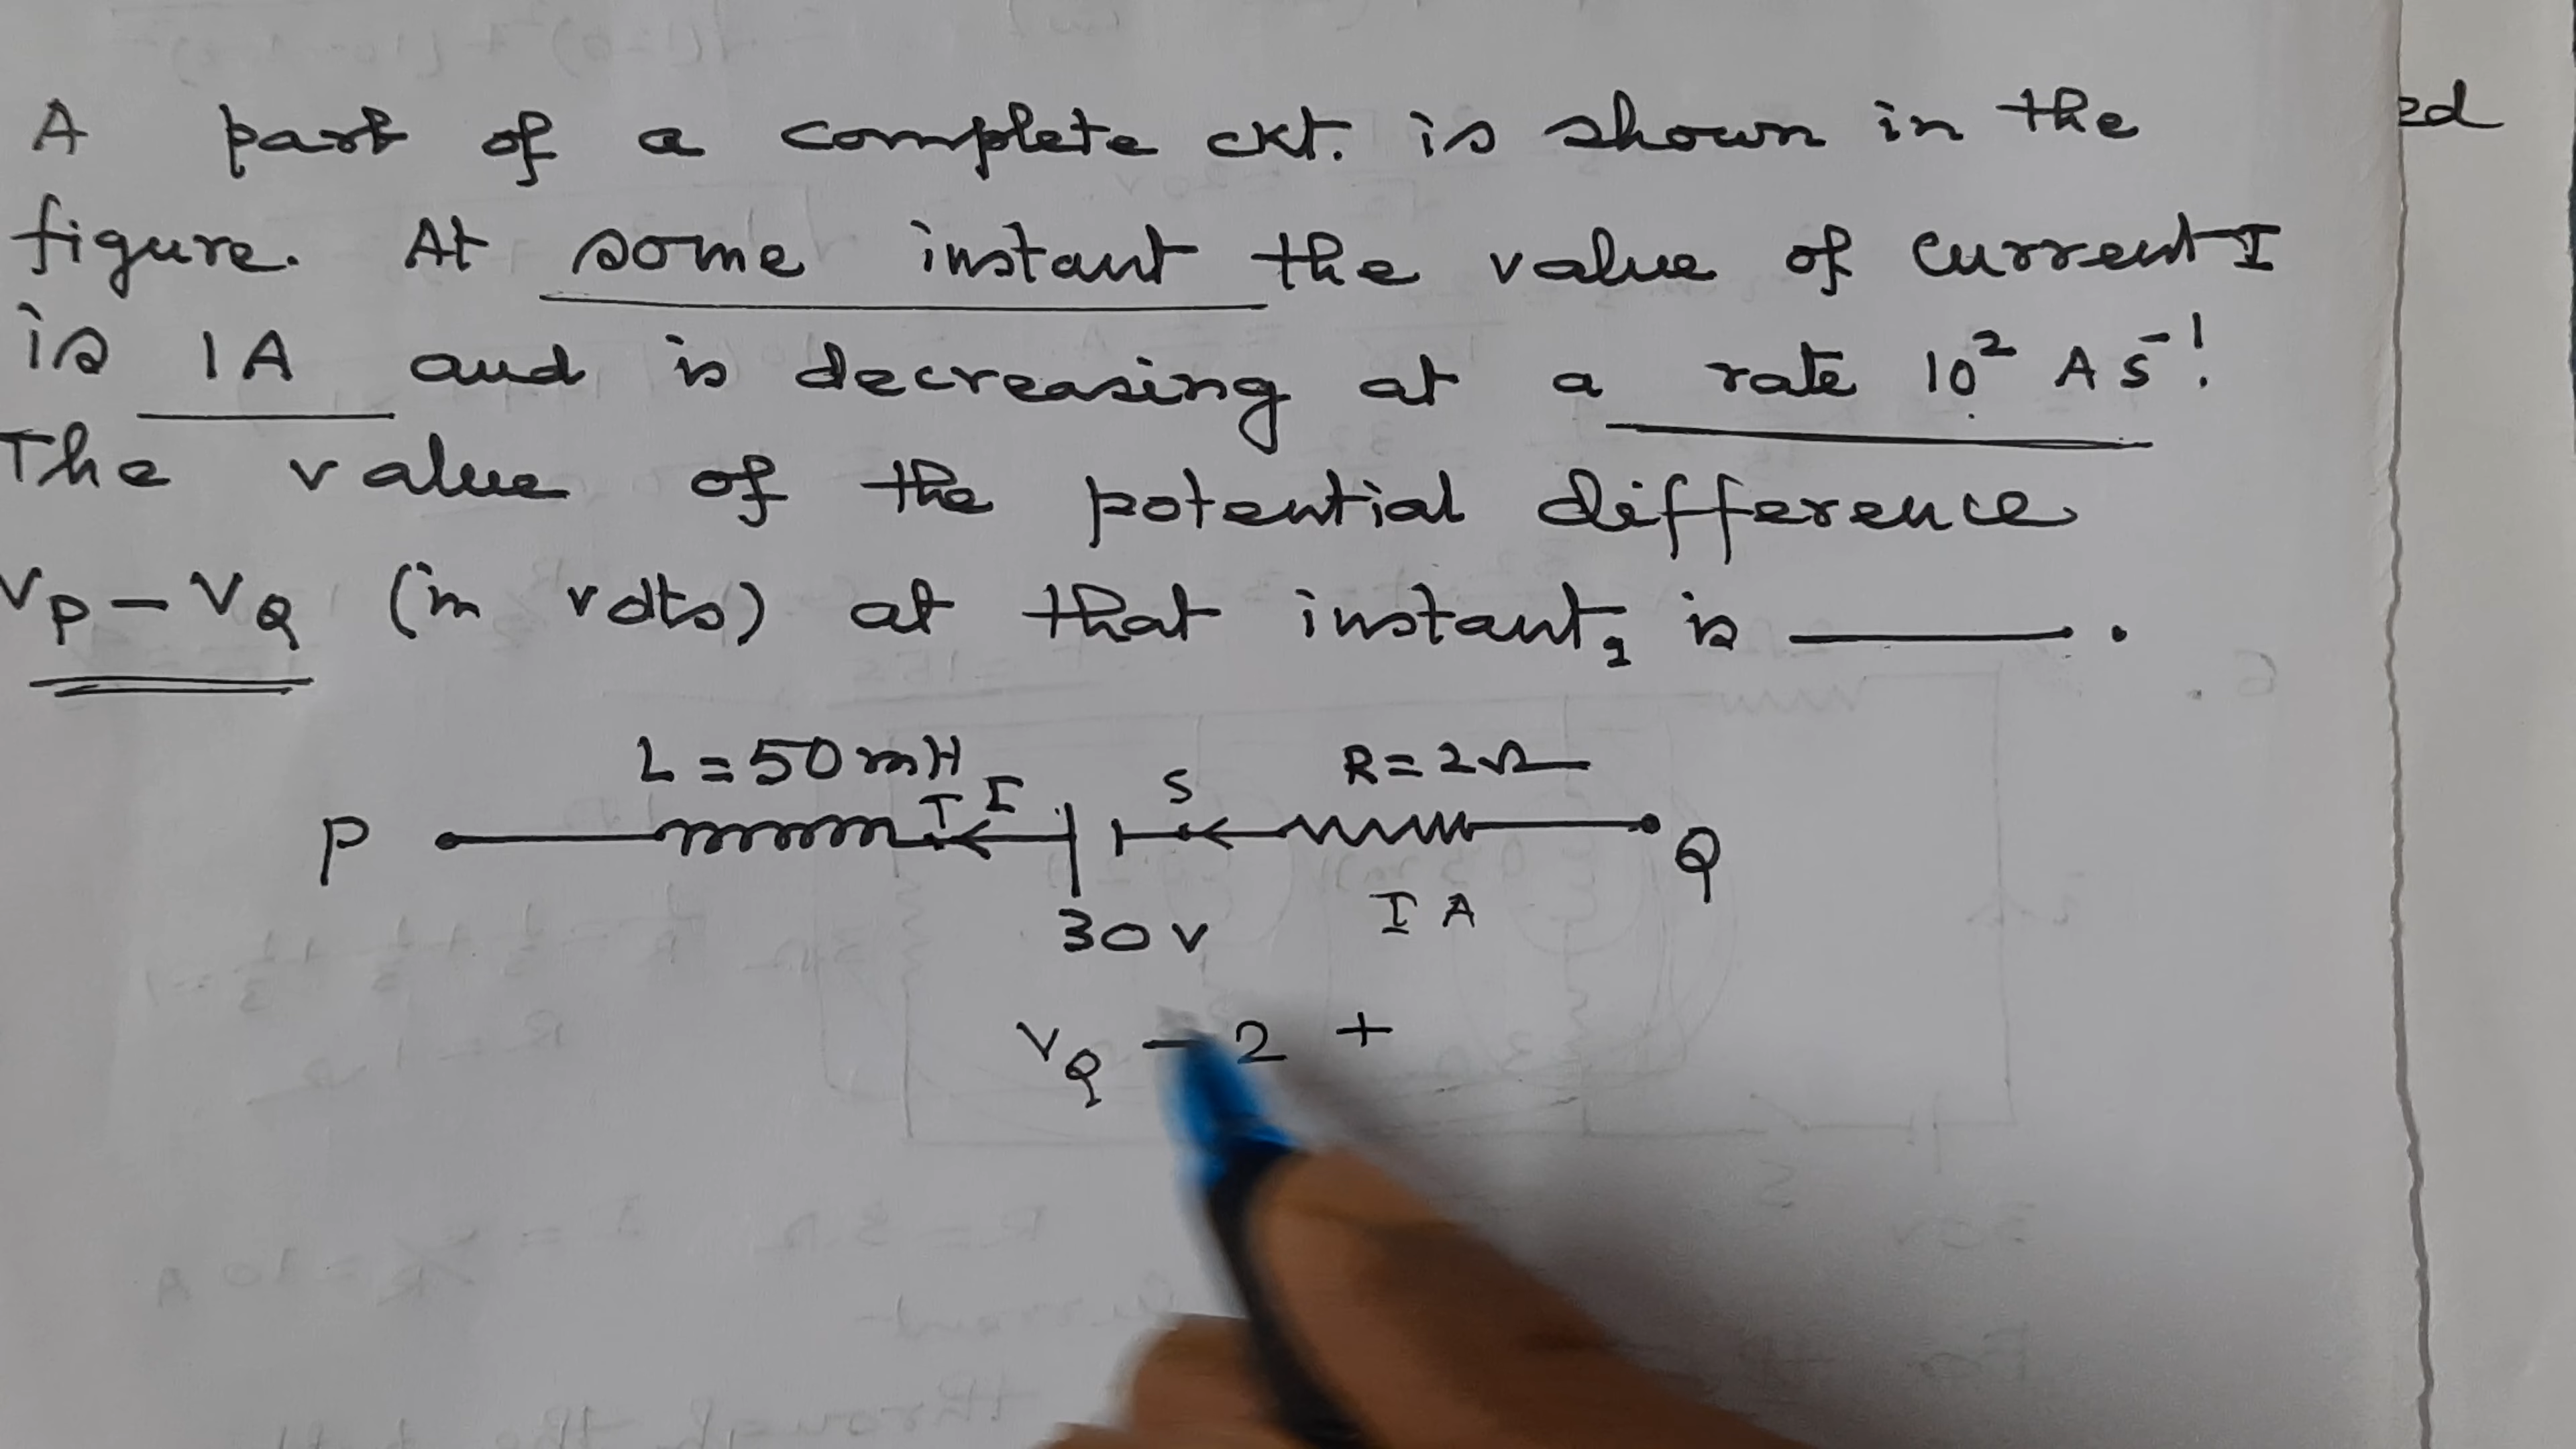 A part of a complete ckt. is shown in the
ed
figure. At some instant the value of current I
is 1A and is decreasing at a rate 10² A s⁻¹.
The value of the potential difference
VP - VQ (in volts) at that instant, is ______ .
L = 50 mH I S R = 2Ω
P T Q
30 V I A
VQ - 2 +